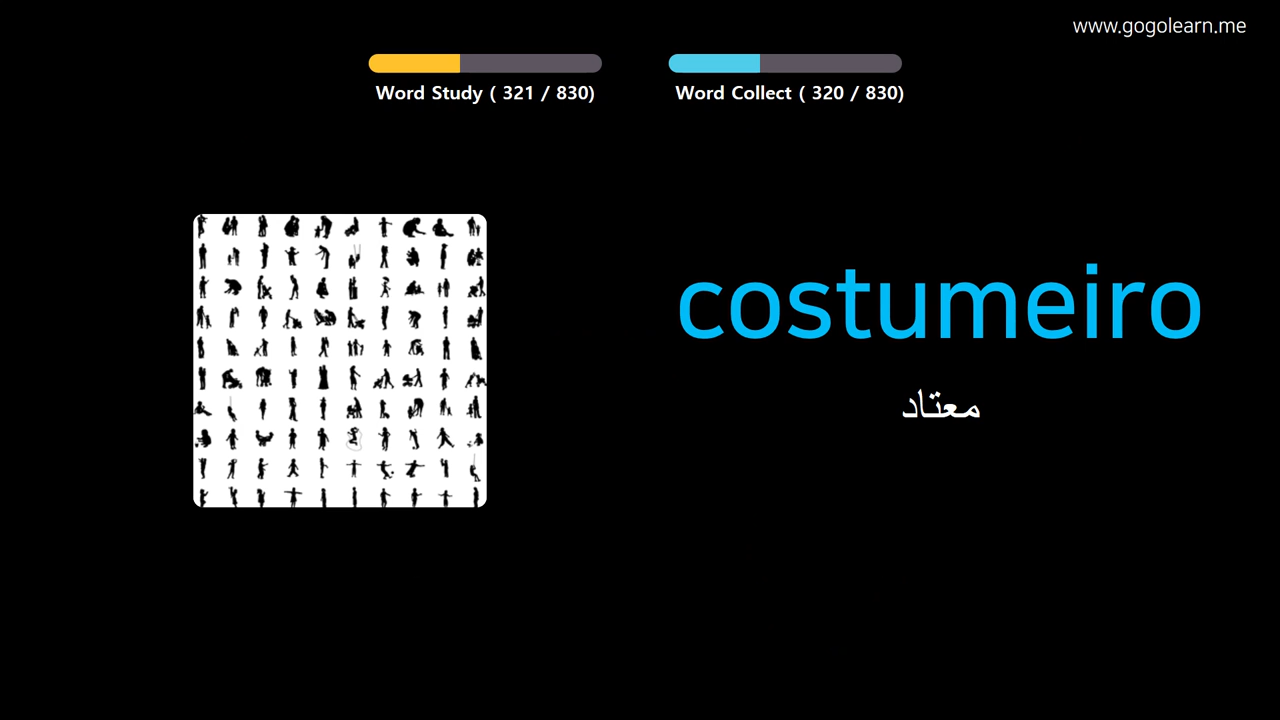 www.gogolearn.me
Word Study ( 321 / 830)
Word Collect ( 320 / 830)
costumeiro
معتاد